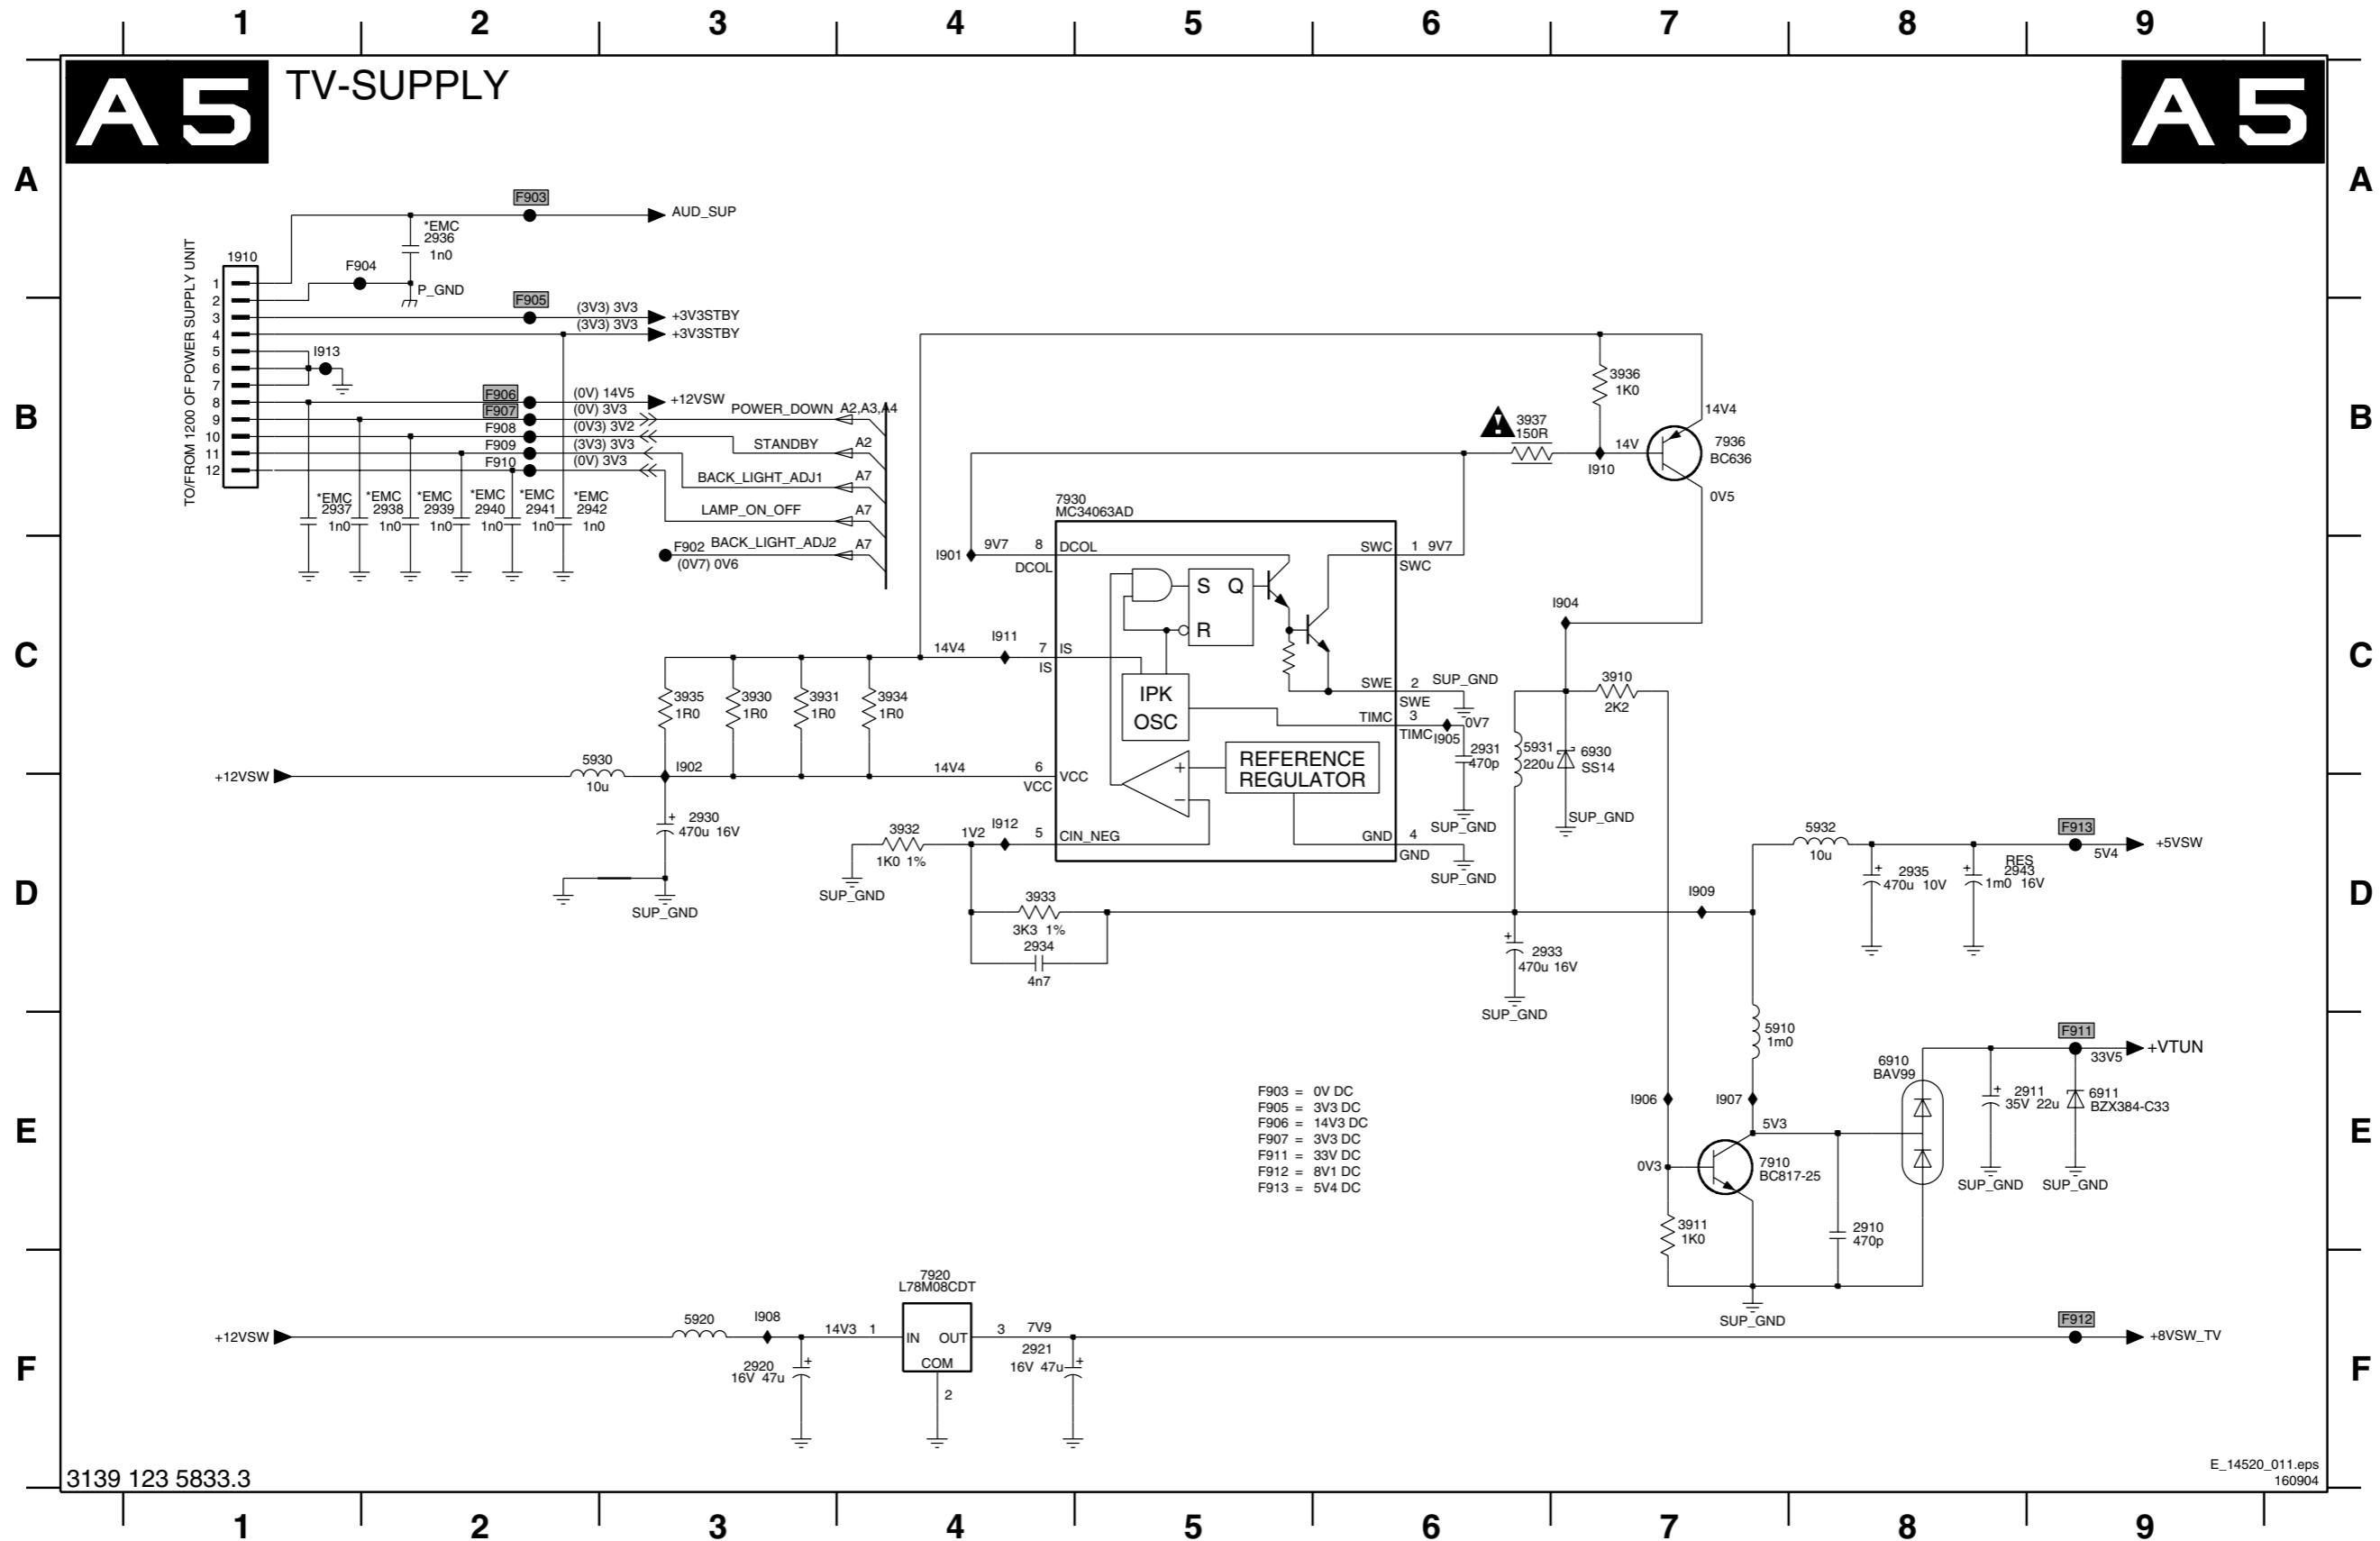 1 2 3 4 5 6 7 8 9
A5 TV-SUPPLY A5
A A
F903
AUD_SUP
*EMC
2936
1n0
TO/FROM 1200 OF POWER SUPPLY UNIT
1910
1
2
3
4
5
6
7
8
9
10
11
12
F904
P_GND
F905
(3V3) 3V3 +3V3STBY
(3V3) 3V3 +3V3STBY
I913
B B
F906 (0V) 14V5 +12VSW
F907 (0V) 3V3 POWER_DOWN A2,A3,A4
F908 (0V3) 3V2
F909 (3V3) 3V3 STANDBY A2
F910 (0V) 3V3
BACK_LIGHT_ADJ1 A7
LAMP_ON_OFF A7
F902 BACK_LIGHT_ADJ2 A7
(0V7) 0V6
*EMC *EMC *EMC *EMC *EMC *EMC
2937 2938 2939 2940 2941 2942
1n0 1n0 1n0 1n0 1n0 1n0
3936
1K0
14V4
3937
150R
14V
I910
7936
BC636
0V5
7930
MC34063AD
I901 9V7 8 DCOL
DCOL
SWC 1 9V7
SWC
S Q
R
I904
C C
14V4 I911 7 IS
IS
3935
1R0
3930
1R0
3931
1R0
3934
1R0
IPK
OSC
SWE 2 SUP_GND
SWE
TIMC 3 0V7
TIMC I905
2931
470p
SUP_GND
3910
2K2
5931
220u
6930
SS14
SUP_GND
REFERENCE
REGULATOR
+
−
+12VSW
5930
10u
I902
14V4 6 VCC
VCC
+
2930
470u 16V
SUP_GND
D D
3932
1K0 1%
SUP_GND
1V2 I912 5 CIN_NEG
GND 4
GND
SUP_GND
3933
3K3 1%
2934
4n7
+
2933
470u 16V
SUP_GND
I909
5932
10u
+
2935
470u 10V
+
RES
2943
1m0 16V
F913
5V4 +5VSW
5910
1m0
E E
F903 = 0V DC
F905 = 3V3 DC
F906 = 14V3 DC
F907 = 3V3 DC
F911 = 33V DC
F912 = 8V1 DC
F913 = 5V4 DC
I906 I907
5V3
0V3
7910
BC817-25
3911
1K0
2910
470p
SUP_GND
6910
BAV99
F911
33V5 +VTUN
+
2911
35V 22u
SUP_GND
6911
BZX384-C33
SUP_GND
F F
+12VSW
5920
I908
+
2920
16V 47u
14V3 1
7920
L78M08CDT
IN OUT
COM
2
3 7V9
2921
16V 47u
+
F912
+8VSW_TV
3139 123 5833.3
E_14520_011.eps
160904
1 2 3 4 5 6 7 8 9